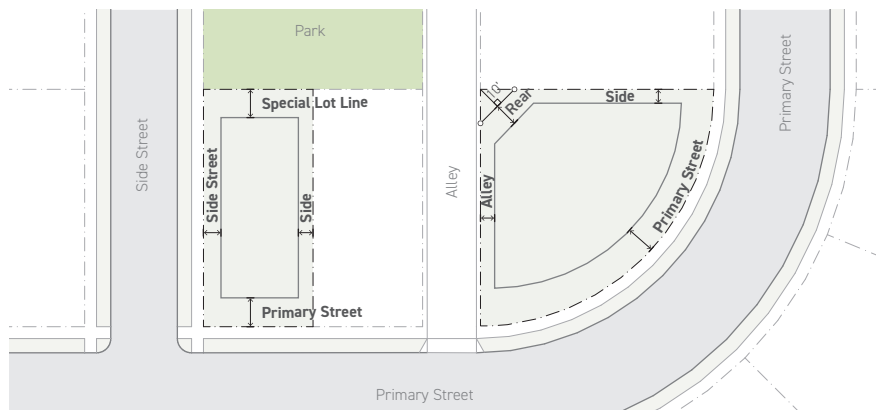 Park
Primary Street
10'
Rear
Side
Special Lot Line
Side Street
Side Street
Side
Alley
Alley
Primary Street
Primary Street
Primary Street